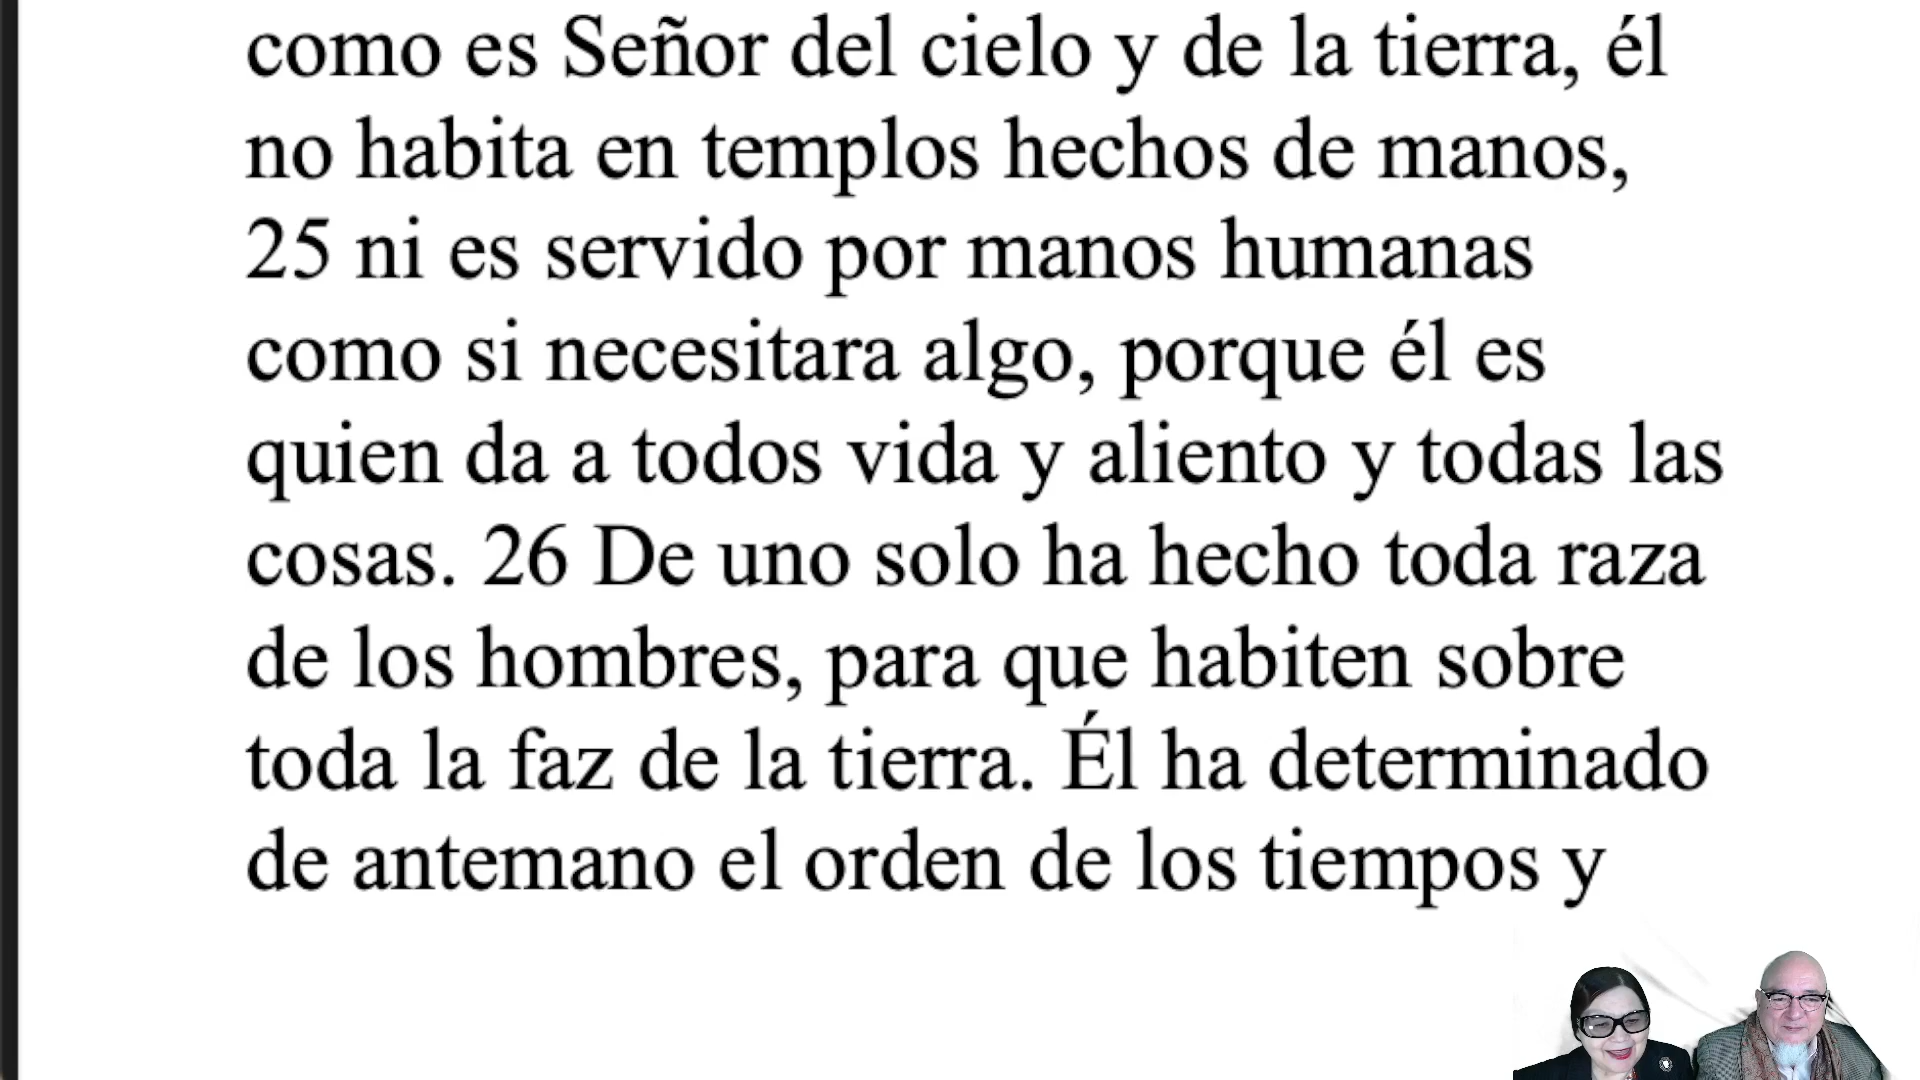 como es Señor del cielo y de la tierra, él
no habita en templos hechos de manos,
25 ni es servido por manos humanas
como si necesitara algo, porque él es
quien da a todos vida y aliento y todas las
cosas. 26 De uno solo ha hecho toda raza
de los hombres, para que habiten sobre
toda la faz de la tierra. Él ha determinado
de antemano el orden de los tiempos y